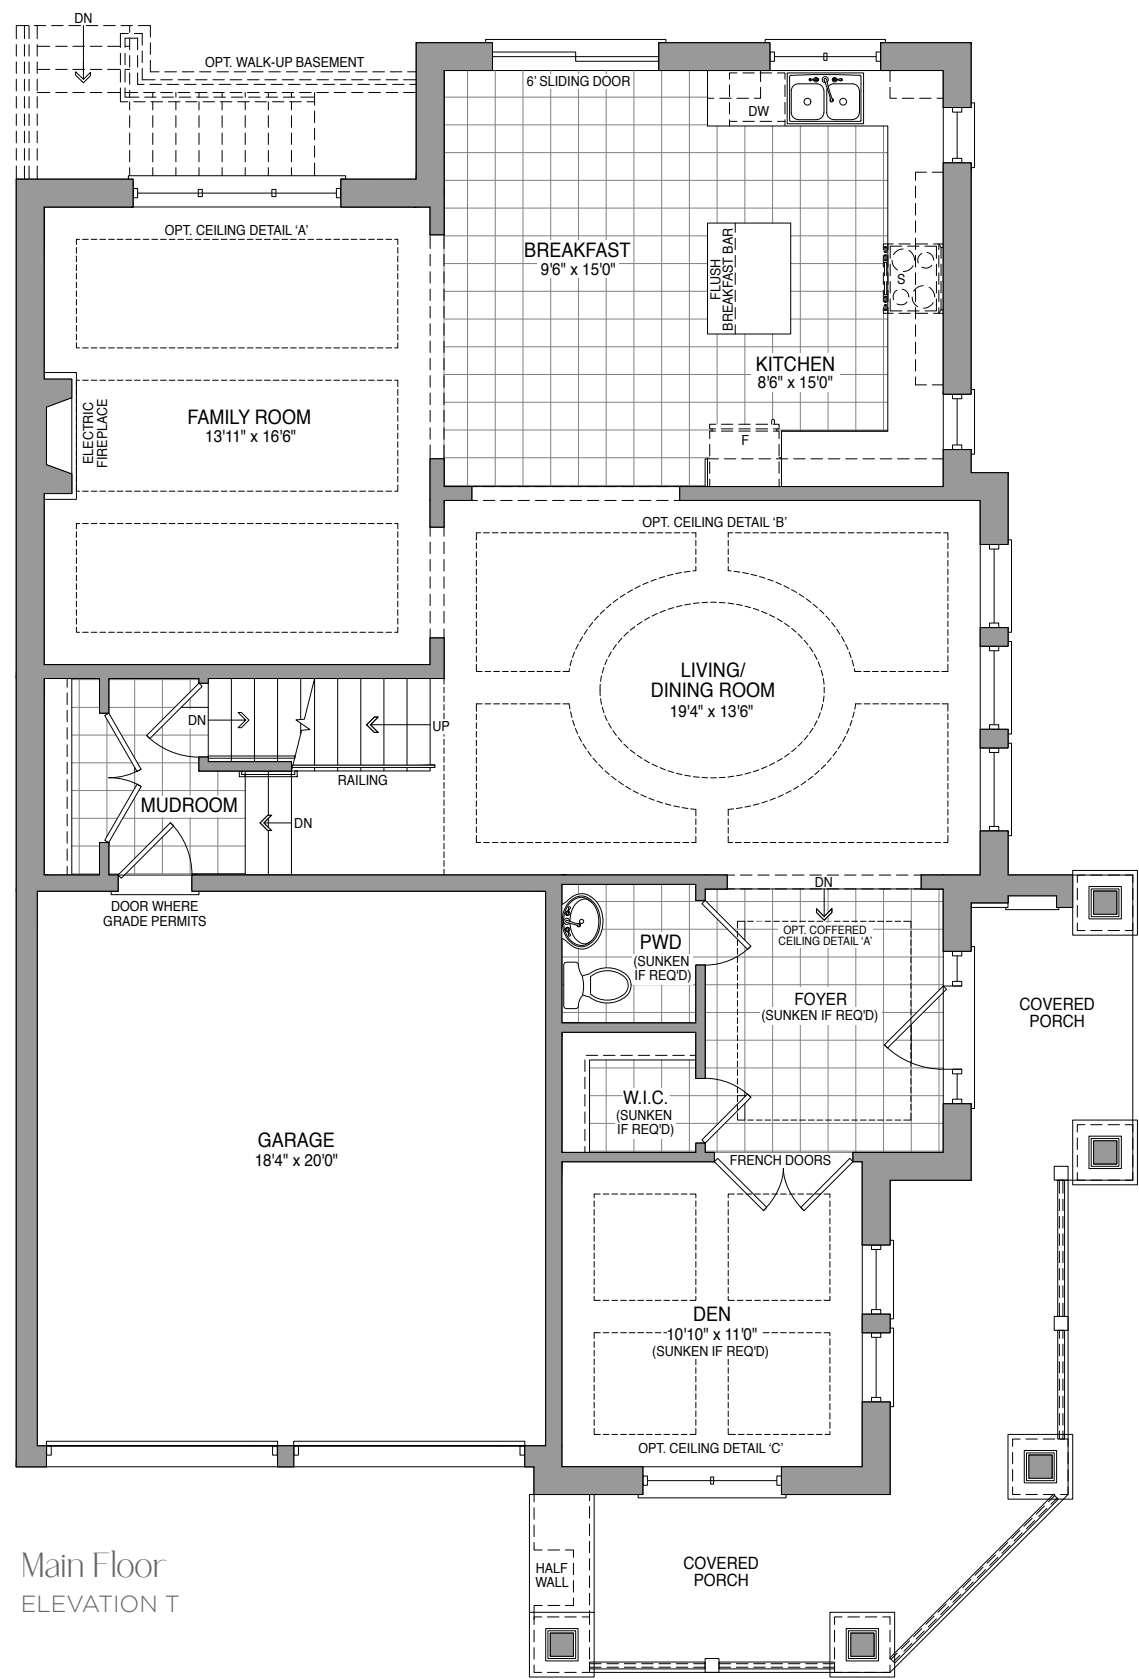 DN
OPT. WALK-UP BASEMENT
6' SLIDING DOOR
DW
OPT. CEILING DETAIL 'A'
BREAKFAST
9'6" x 15'0"
FLUSH
BREAKFAST BAR
S
KITCHEN
8'6" x 15'0"
F
ELECTRIC
FIREPLACE
FAMILY ROOM
13'11" x 16'6"
OPT. CEILING DETAIL 'B'
LIVING/
DINING ROOM
19'4" x 13'6"
DN
UP
RAILING
MUDROOM
DN
DOOR WHERE
GRADE PERMITS
DN
OPT. COFFERED
CEILING DETAIL 'A'
PWD
(SUNKEN
IF REQ'D)
FOYER
(SUNKEN IF REQ'D)
COVERED
PORCH
W.I.C.
(SUNKEN
IF REQ'D)
GARAGE
18'4" x 20'0"
FRENCH DOORS
DEN
10'10" x 11'0"
(SUNKEN IF REQ'D)
OPT. CEILING DETAIL 'C'
HALF
WALL
COVERED
PORCH
Main Floor
ELEVATION T